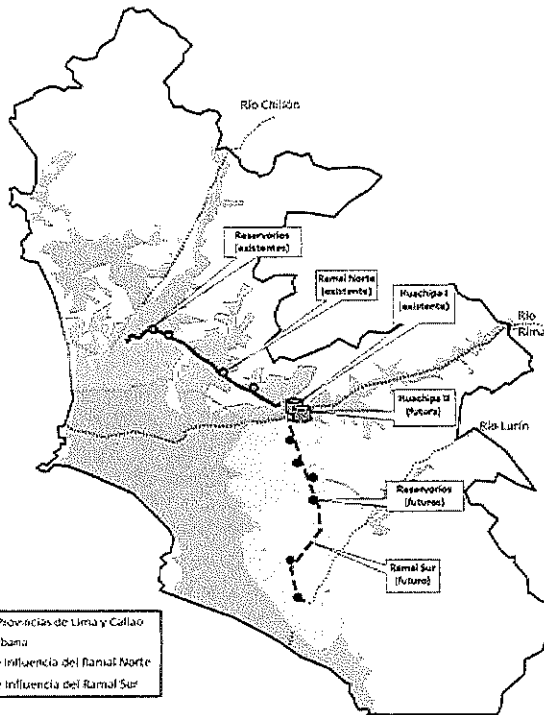 Río Chillón
Reservorios
(existentes)
Ramal Norte
(existente)
Huachipa I
(existente)
Río
Rima
Huachipa II
(futura)
Río Lurín
Reservorios
(futuros)
Ramal Sur
(futuro)
Provincias de Lima y Callao
bana
Influencia del Ramal Norte
Influencia del Ramal Sur